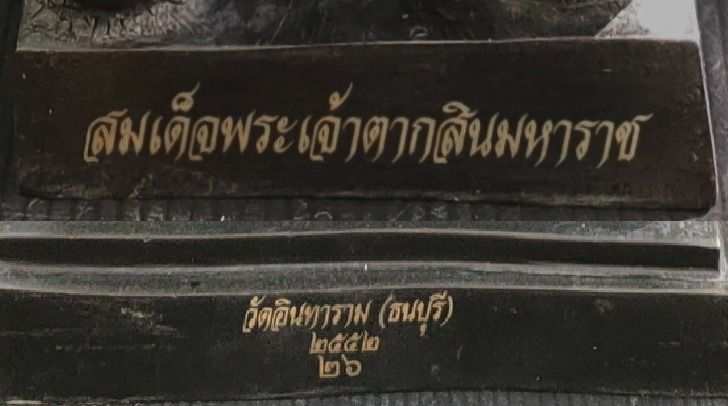 สมเด็จพระเจ้าตากสินมหาราช
วัดอินทาราม (ธนบุรี)
๒๕๕๒
๒๖